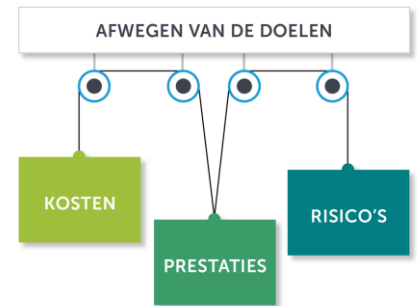 AFWEGEN VAN DE DOELEN
KOSTEN
PRESTATIES
RISICO'S